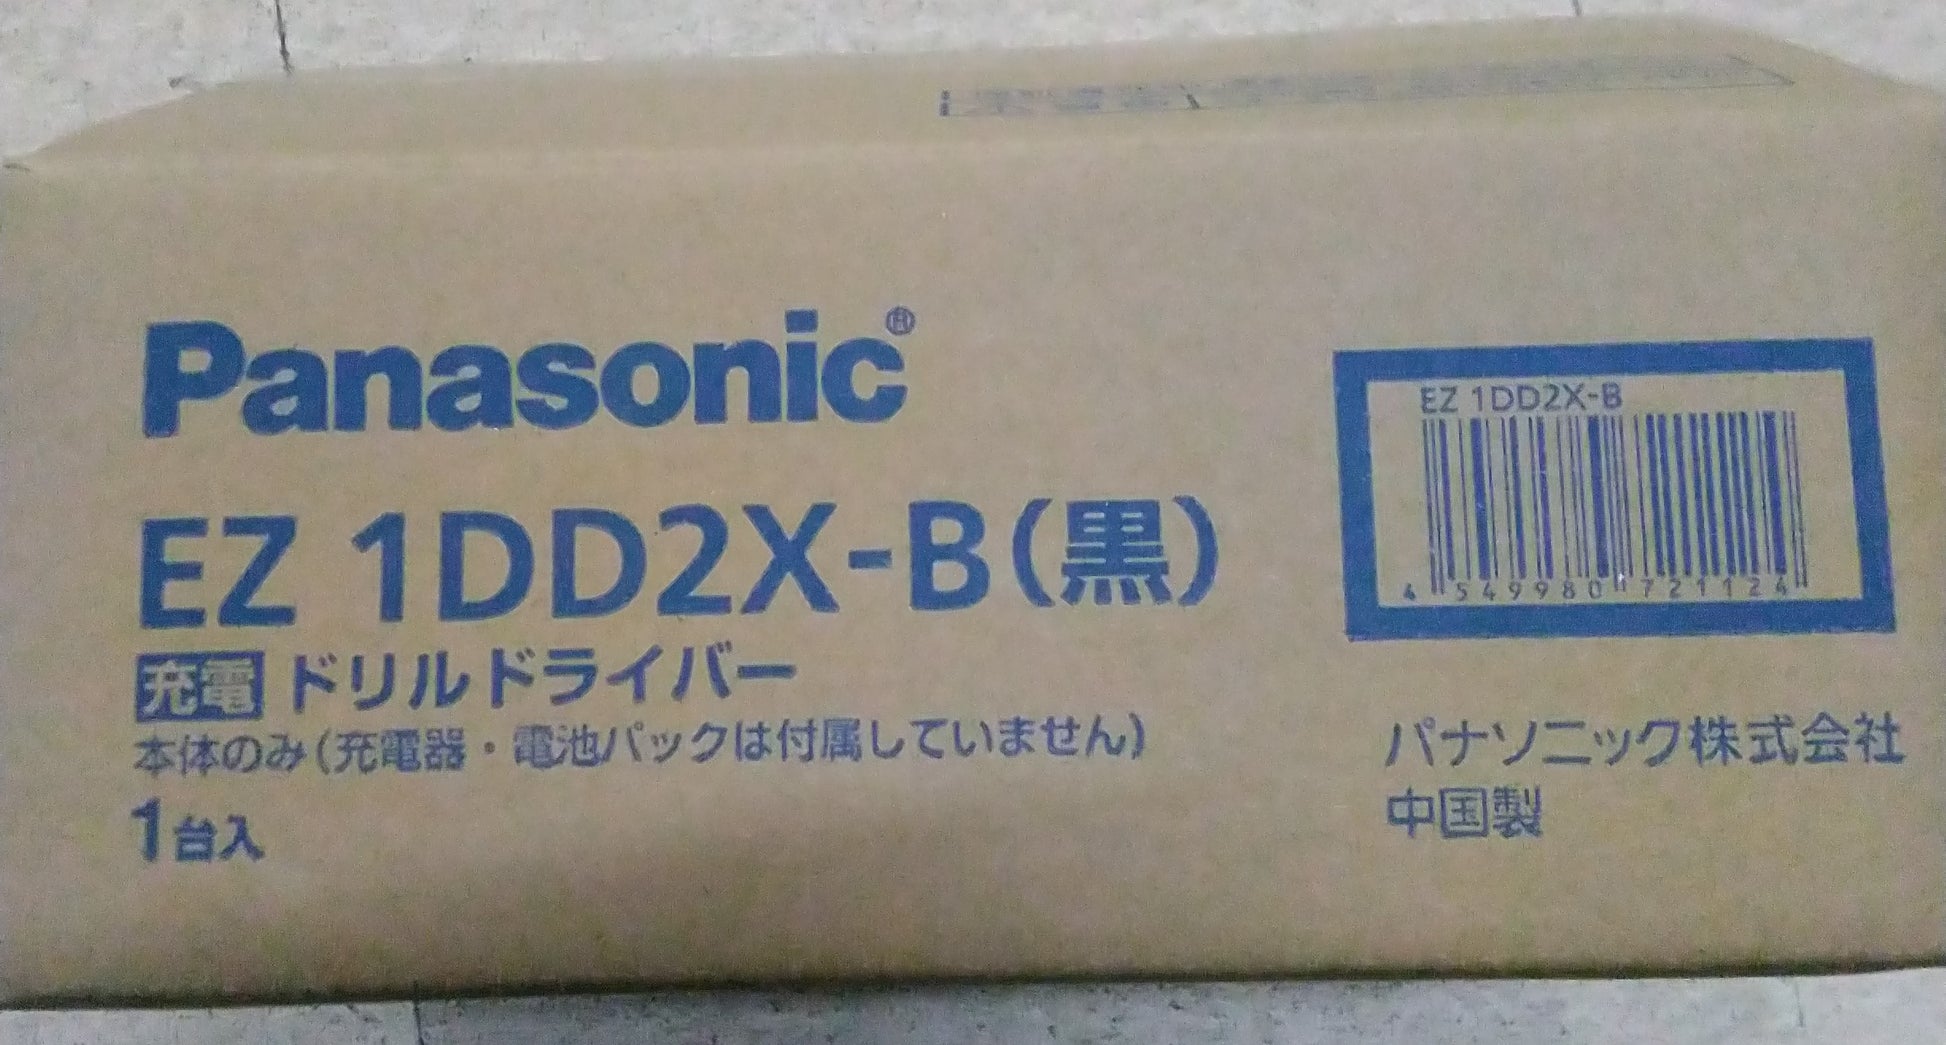 Panasonic®
EZ 1DD2X-B(黒)
充電 ドリルドライバー
本体のみ(充電器・電池パックは付属していません)
1台入
EZ 1DD2X-B
4 549980 721124
パナソニック株式会社
中国製